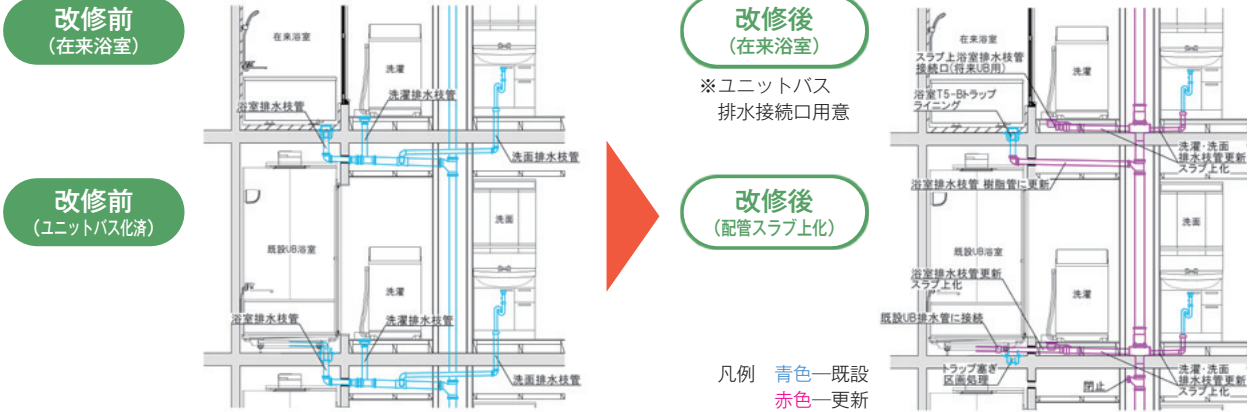 改修前
(在来浴室)
在来浴室
洗濯
浴室排水枝管
洗濯排水枝管
洗面排水枝管
改修前
(ユニットバス化済)
既設UB浴室
洗濯
洗面
浴室排水枝管
洗濯排水枝管
洗面排水枝管
改修後
(在来浴室)
※ユニットバス
排水接続口用意
在来浴室
スラブ上浴室排水枝管
接続口(将来UB用)
洗濯
浴室T5-Bトラップ
ライニング
洗濯・洗面
排水枝管更新
スラブ上化
浴室排水枝管 樹脂管に更新
改修後
(配管スラブ上化)
洗面
既設UB浴室
浴室排水枝管更新
スラブ上化
洗濯
既設UB排水管に接続
トラップ塞ぎ
区画処理
閉止
洗濯・洗面
排水枝管更新
スラブ上化
凡例 青色―既設
赤色―更新